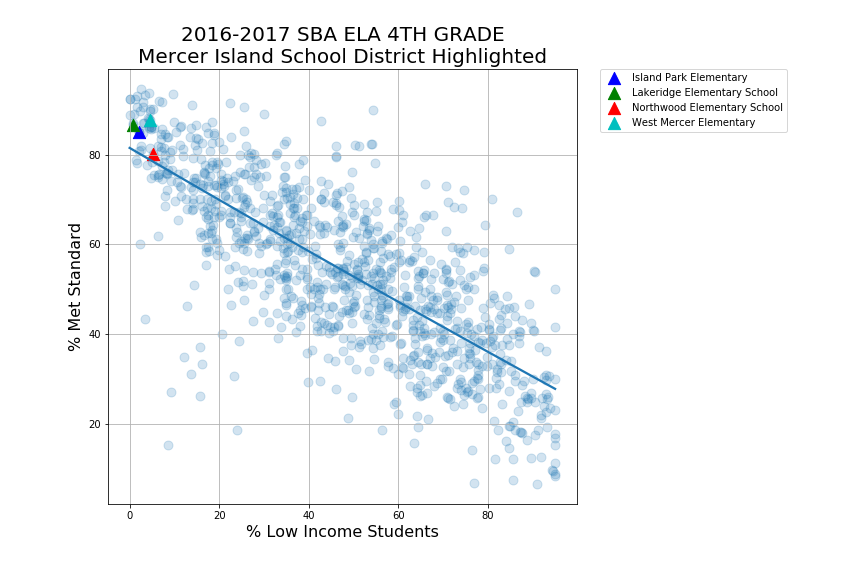 2016-2017 SBA ELA 4TH GRADE
Mercer Island School District Highlighted
Island Park Elementary
Lakeridge Elementary School
Northwood Elementary School
West Mercer Elementary
% Met Standard
80
60
40
20
0 20 40 60 80
% Low Income Students